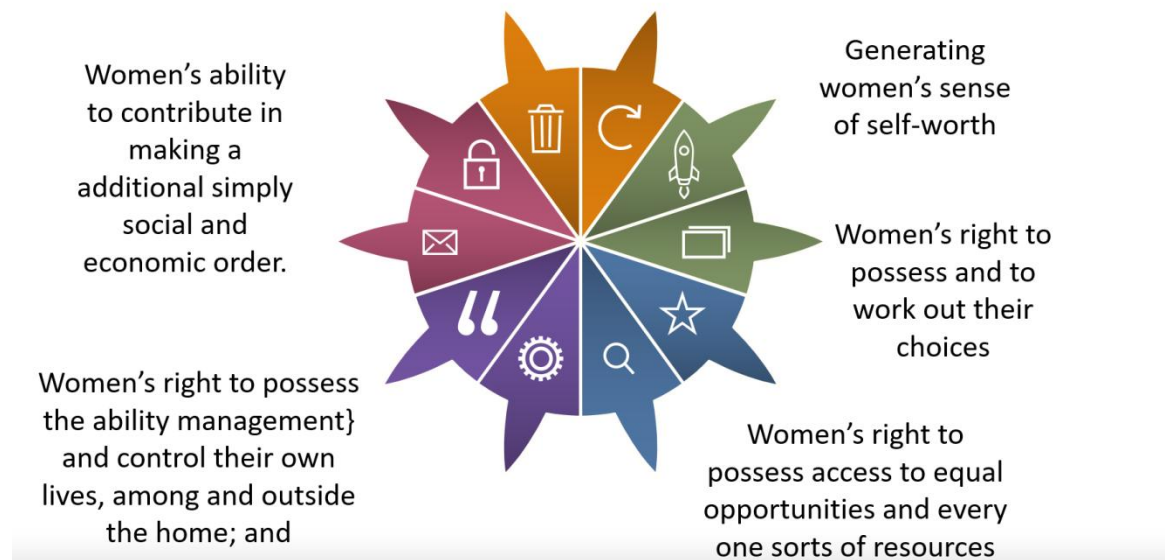 Generating
women’s sense
of self-worth
Women’s right to
possess and to
work out their
choices
Women’s right to
possess access to equal
opportunities and every
one sorts of resources
Women’s right to possess
the ability management}
and control their own
lives, among and outside
the home; and
Women’s ability
to contribute in
making a
additional simply
social and
economic order.